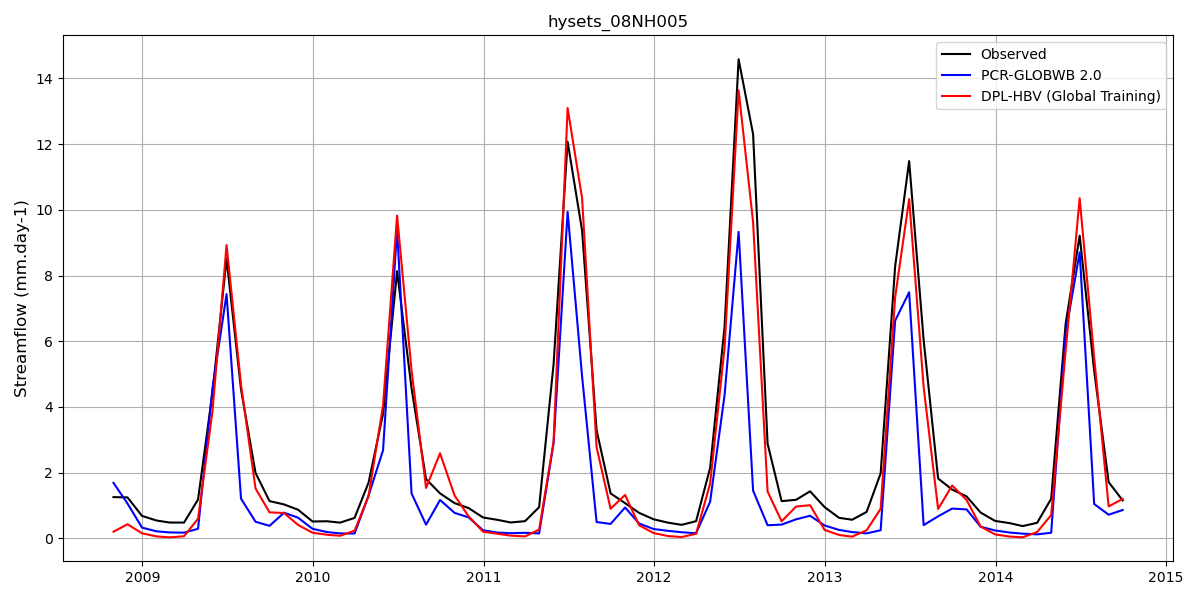 hysets_08NH005
Observed
PCR-GLOBWB 2.0
DPL-HBV (Global Training)
Streamflow (mm.day-1)
14
12
10
8
6
4
2
0
2009 2010 2011 2012 2013 2014 2015